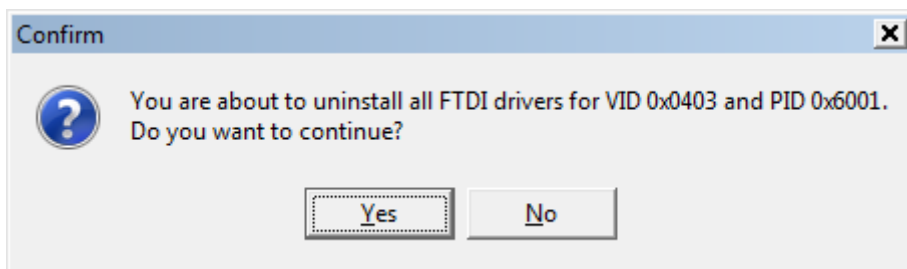 Confirm
You are about to uninstall all FTDI drivers for VID 0x0403 and PID 0x6001.
Do you want to continue?
Yes No